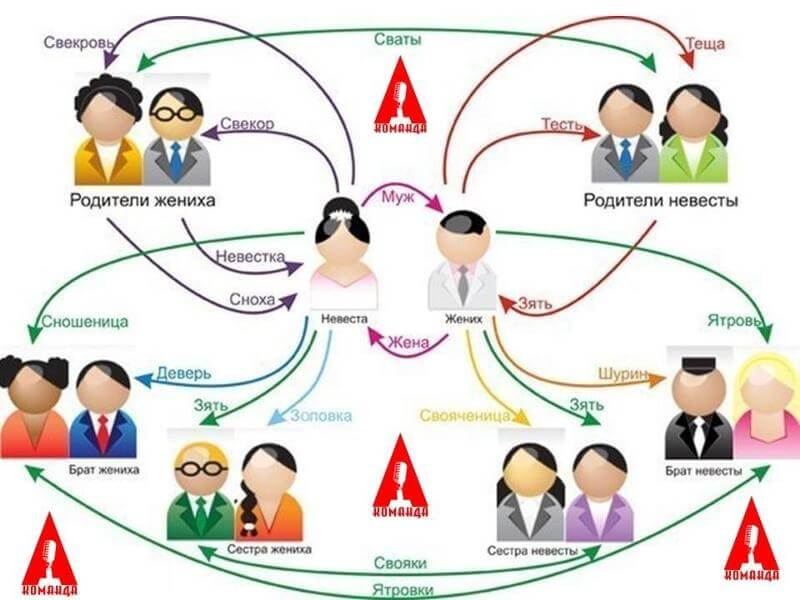 Свекровь
Сваты
Теща
КОМАНДА
Свекор
Тесть
Родители жениха
Муж
Родители невесты
Невестка
Сноха
Зять
Невеста
Жених
Сношеница
Ятровь
Жена
Деверь
Шурин
Зять
Золовка
Свояченица
Зять
Брат жениха
Брат невесты
КОМАНДА
Сестра жениха
Сестра невесты
Свояки
КОМАНДА
КОМАНДА
Ятровки